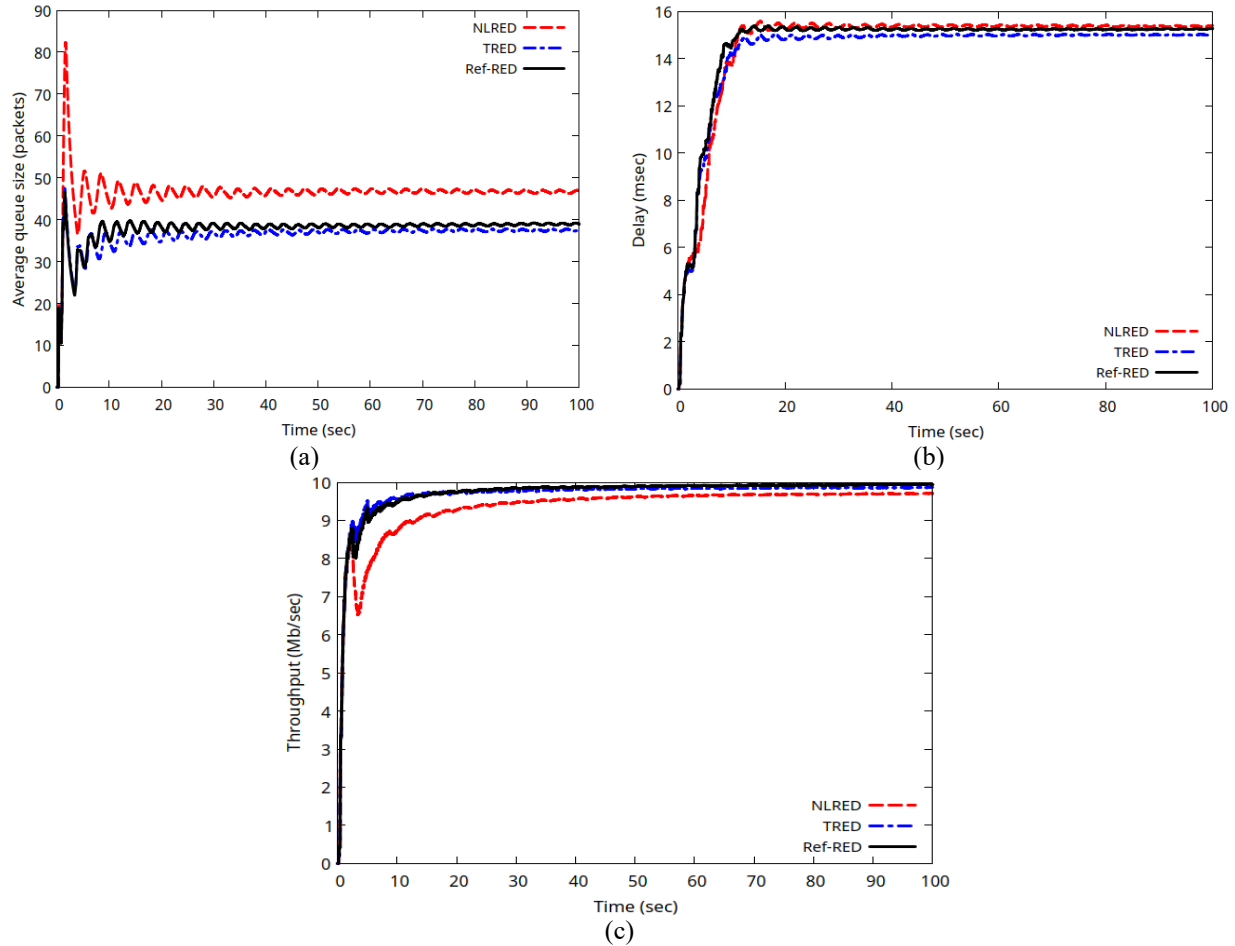 90
80
70
60
50
40
30
20
10
0
Average queue size (packets)
NLRED
TRED
Ref-RED
0 10 20 30 40 50 60 70 80 90 100
Time (sec)
(a)
16
14
12
10
8
6
4
2
0
Delay (msec)
NLRED
TRED
Ref-RED
0 20 40 60 80 100
Time (sec)
(b)
10
9
8
7
6
5
4
3
2
1
0
Throughput (Mb/sec)
NLRED
TRED
Ref-RED
0 10 20 30 40 50 60 70 80 90 100
Time (sec)
(c)